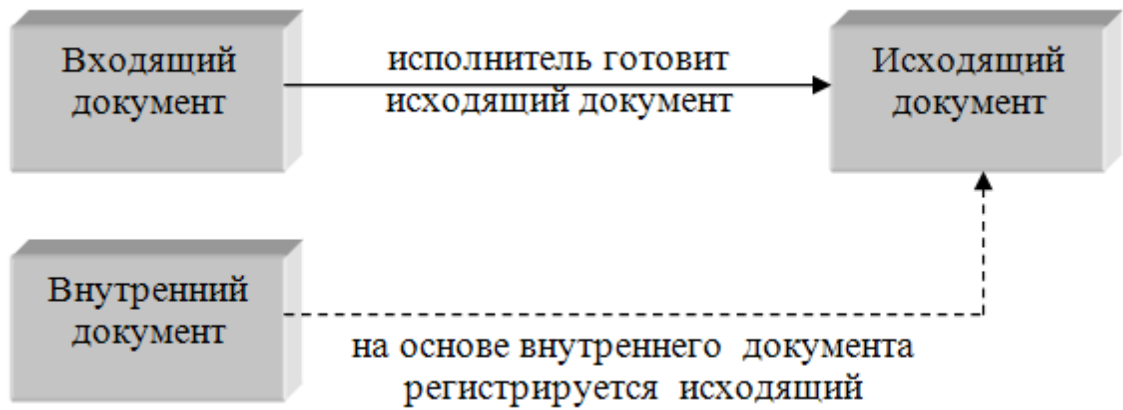 Входящий
документ
исполнитель готовит
исходящий документ
Исходящий
документ
Внутренний
документ
на основе внутреннего документа
регистрируется исходящий